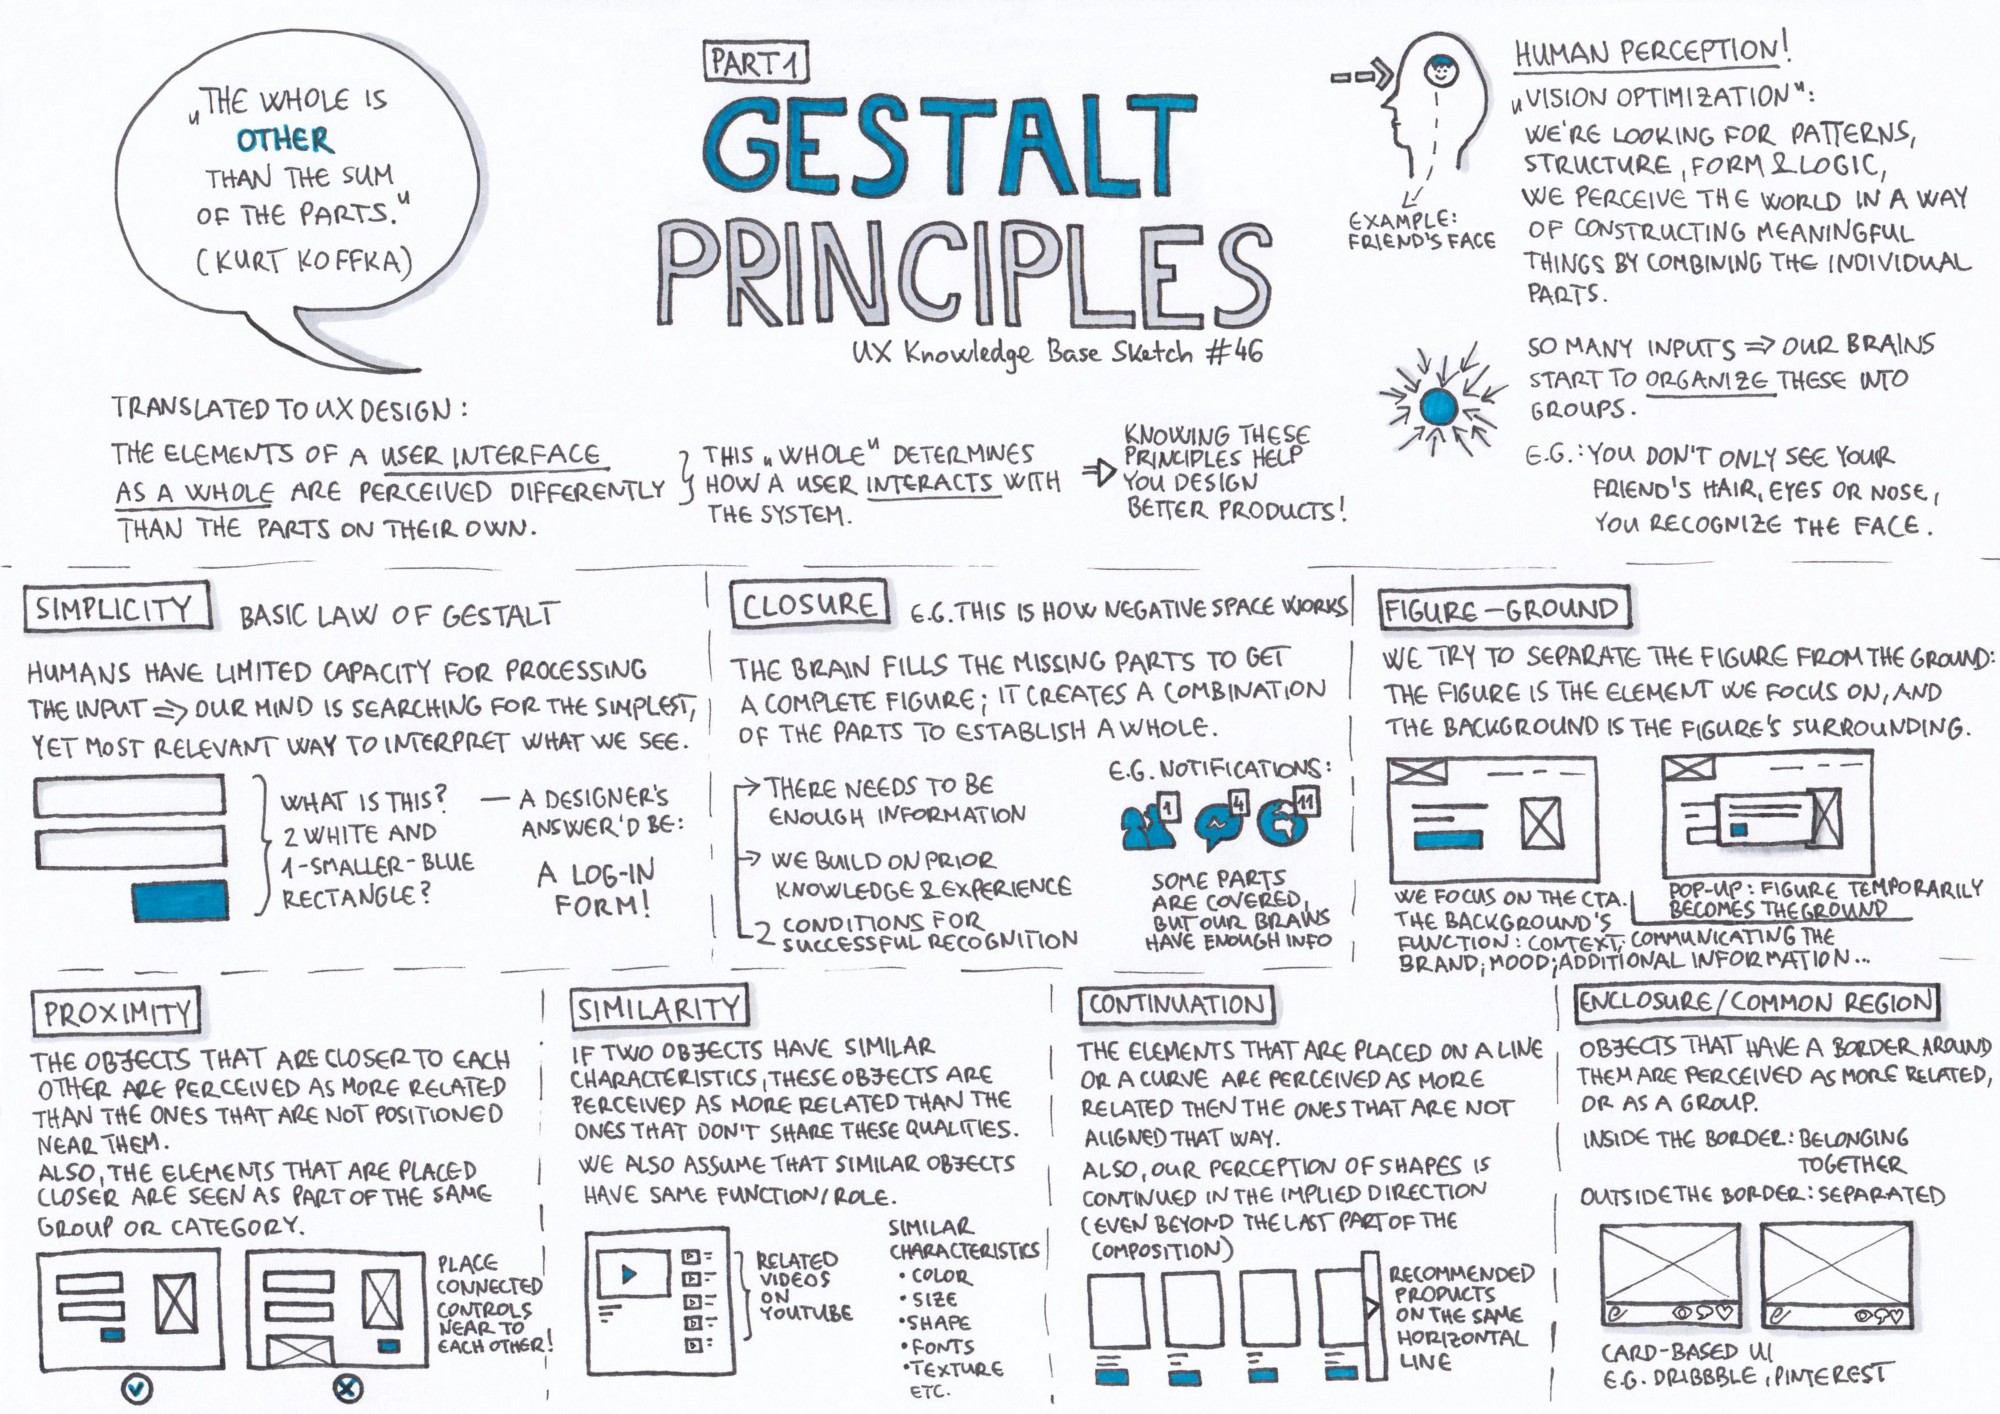 „THE WHOLE IS
OTHER
THAN THE SUM
OF THE PARTS."
(KURT KOFFKA)
PART 1
GESTALT
PRINCIPLES
UX Knowledge Base Sketch #46
EXAMPLE:
FRIEND'S FACE
HUMAN PERCEPTION!
„VISION OPTIMIZATION":
WE'RE LOOKING FOR PATTERNS,
STRUCTURE, FORM & LOGIC,
WE PERCEIVE THE WORLD IN A WAY
OF CONSTRUCTING MEANINGFUL
THINGS BY COMBINING THE INDIVIDUAL
PARTS.
SO MANY INPUTS ⇒ OUR BRAINS
START TO ORGANIZE THESE INTO
GROUPS.
E.G.: YOU DON'T ONLY SEE YOUR
FRIEND'S HAIR, EYES OR NOSE,
YOU RECOGNIZE THE FACE.
TRANSLATED TO UX DESIGN:
THE ELEMENTS OF A USER INTERFACE
AS A WHOLE ARE PERCEIVED DIFFERENTLY
THAN THE PARTS ON THEIR OWN.
THIS „WHOLE" DETERMINES
HOW A USER INTERACTS WITH
THE SYSTEM.
⇒ KNOWING THESE
PRINCIPLES HELP
YOU DESIGN
BETTER PRODUCTS!
SIMPLICITY BASIC LAW OF GESTALT
HUMANS HAVE LIMITED CAPACITY FOR PROCESSING
THE INPUT ⇒ OUR MIND IS SEARCHING FOR THE SIMPLEST,
YET MOST RELEVANT WAY TO INTERPRET WHAT WE SEE.
WHAT IS THIS?
2 WHITE AND
1-SMALLER-BLUE
RECTANGLE?
— A DESIGNER'S
ANSWER'D BE:
A LOG-IN
FORM!
CLOSURE E.G. THIS IS HOW NEGATIVE SPACE WORKS
THE BRAIN FILLS THE MISSING PARTS TO GET
A COMPLETE FIGURE; IT CREATES A COMBINATION
OF THE PARTS TO ESTABLISH A WHOLE.
→ THERE NEEDS TO BE
ENOUGH INFORMATION
→ WE BUILD ON PRIOR
KNOWLEDGE & EXPERIENCE
2 CONDITIONS FOR
SUCCESSFUL RECOGNITION
E.G. NOTIFICATIONS:
1 4 11
SOME PARTS
ARE COVERED,
BUT OUR BRAINS
HAVE ENOUGH INFO
FIGURE-GROUND
WE TRY TO SEPARATE THE FIGURE FROM THE GROUND:
THE FIGURE IS THE ELEMENT WE FOCUS ON, AND
THE BACKGROUND IS THE FIGURE'S SURROUNDING.
WE FOCUS ON THE CTA.
THE BACKGROUND'S
FUNCTION: CONTEXT; COMMUNICATING THE
BRAND; MOOD; ADDITIONAL INFORMATION...
POP-UP: FIGURE TEMPORARILY
BECOMES THE GROUND
PROXIMITY
THE OBJECTS THAT ARE CLOSER TO EACH
OTHER ARE PERCEIVED AS MORE RELATED
THAN THE ONES THAT ARE NOT POSITIONED
NEAR THEM.
ALSO, THE ELEMENTS THAT ARE PLACED
CLOSER ARE SEEN AS PART OF THE SAME
GROUP OR CATEGORY.
PLACE
CONNECTED
CONTROLS
NEAR TO
EACH OTHER!
SIMILARITY
IF TWO OBJECTS HAVE SIMILAR
CHARACTERISTICS, THESE OBJECTS ARE
PERCEIVED AS MORE RELATED THAN THE
ONES THAT DON'T SHARE THESE QUALITIES.
WE ALSO ASSUME THAT SIMILAR OBJECTS
HAVE SAME FUNCTION/ROLE.
RELATED
VIDEOS
ON
YOUTUBE
SIMILAR
CHARACTERISTICS
• COLOR
• SIZE
• SHAPE
• FONTS
• TEXTURE
ETC.
CONTINUATION
THE ELEMENTS THAT ARE PLACED ON A LINE
OR A CURVE ARE PERCEIVED AS MORE
RELATED THEN THE ONES THAT ARE NOT
ALIGNED THAT WAY.
ALSO, OUR PERCEPTION OF SHAPES IS
CONTINUED IN THE IMPLIED DIRECTION
(EVEN BEYOND THE LAST PART OF THE
COMPOSITION)
RECOMMENDED
PRODUCTS
ON THE SAME
HORIZONTAL
LINE
ENCLOSURE/COMMON REGION
OBJECTS THAT HAVE A BORDER AROUND
THEM ARE PERCEIVED AS MORE RELATED,
OR AS A GROUP.
INSIDE THE BORDER: BELONGING
TOGETHER
OUTSIDE THE BORDER: SEPARATED
CARD-BASED UI
E.G. DRIBBBLE, PINTEREST